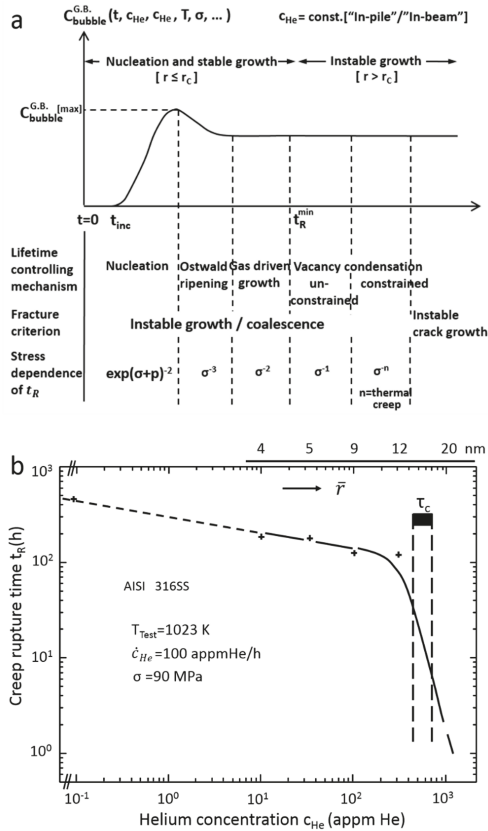 a
C^G.B._bubble (t, c_He, c_He, T, σ, ...)
c_He= const.["In-pile"/"In-beam"]
Nucleation and stable growth
Instable growth
[ r ≤ r_C ]
[ r > r_C ]
C^G.B. [max]_bubble
t=0
t_inc
t_R^min
Lifetime controlling mechanism
Nucleation
Ostwald ripening
Gas driven growth
Vacancy condensation
un-constrained
constrained
Fracture criterion
Instable growth / coalescence
Instable crack growth
Stress dependence of t_R
exp(σ+p)^-2
σ^-3
σ^-2
σ^-1
σ^-n
n=thermal creep
b
4 5 9 12 20 nm
r̄
τ_c
Creep rupture time t_R(h)
10^3
10^2
10^1
10^0
AISI 316SS
T_Test=1023 K
ċ_He=100 appmHe/h
σ =90 MPa
10^-1 10^0 10^1 10^2 10^3
Helium concentration c_He (appm He)